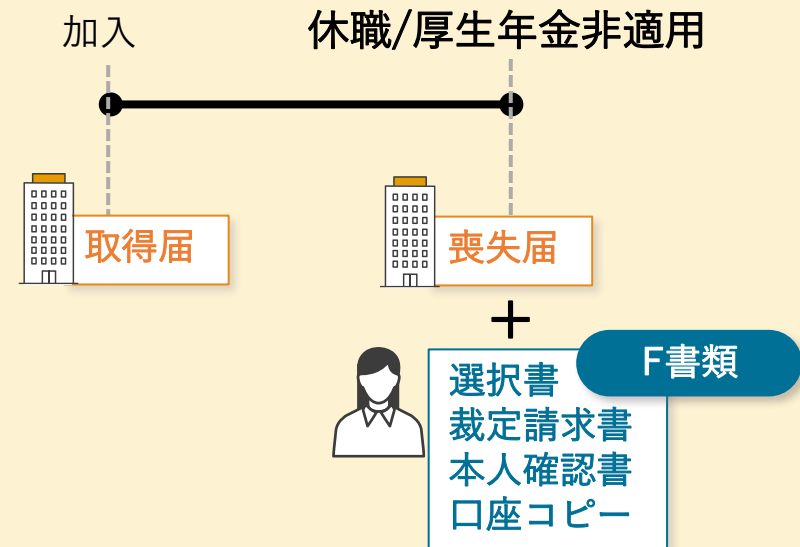 加入
休職/厚生年金非適用
取得届
喪失届
+
F書類
選択書
裁定請求書
本人確認書
口座コピー